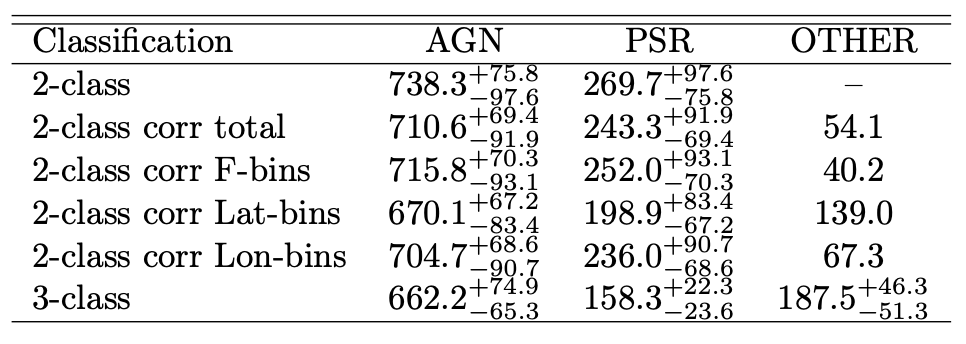 Classification AGN PSR OTHER
2-class 738.3+75.8−97.6 269.7+97.6−75.8 –
2-class corr total 710.6+69.4−91.9 243.3+91.9−69.4 54.1
2-class corr F-bins 715.8+70.3−93.1 252.0+93.1−70.3 40.2
2-class corr Lat-bins 670.1+67.2−83.4 198.9+83.4−67.2 139.0
2-class corr Lon-bins 704.7+68.6−90.7 236.0+90.7−68.6 67.3
3-class 662.2+74.9−65.3 158.3+22.3−23.6 187.5+46.3−51.3